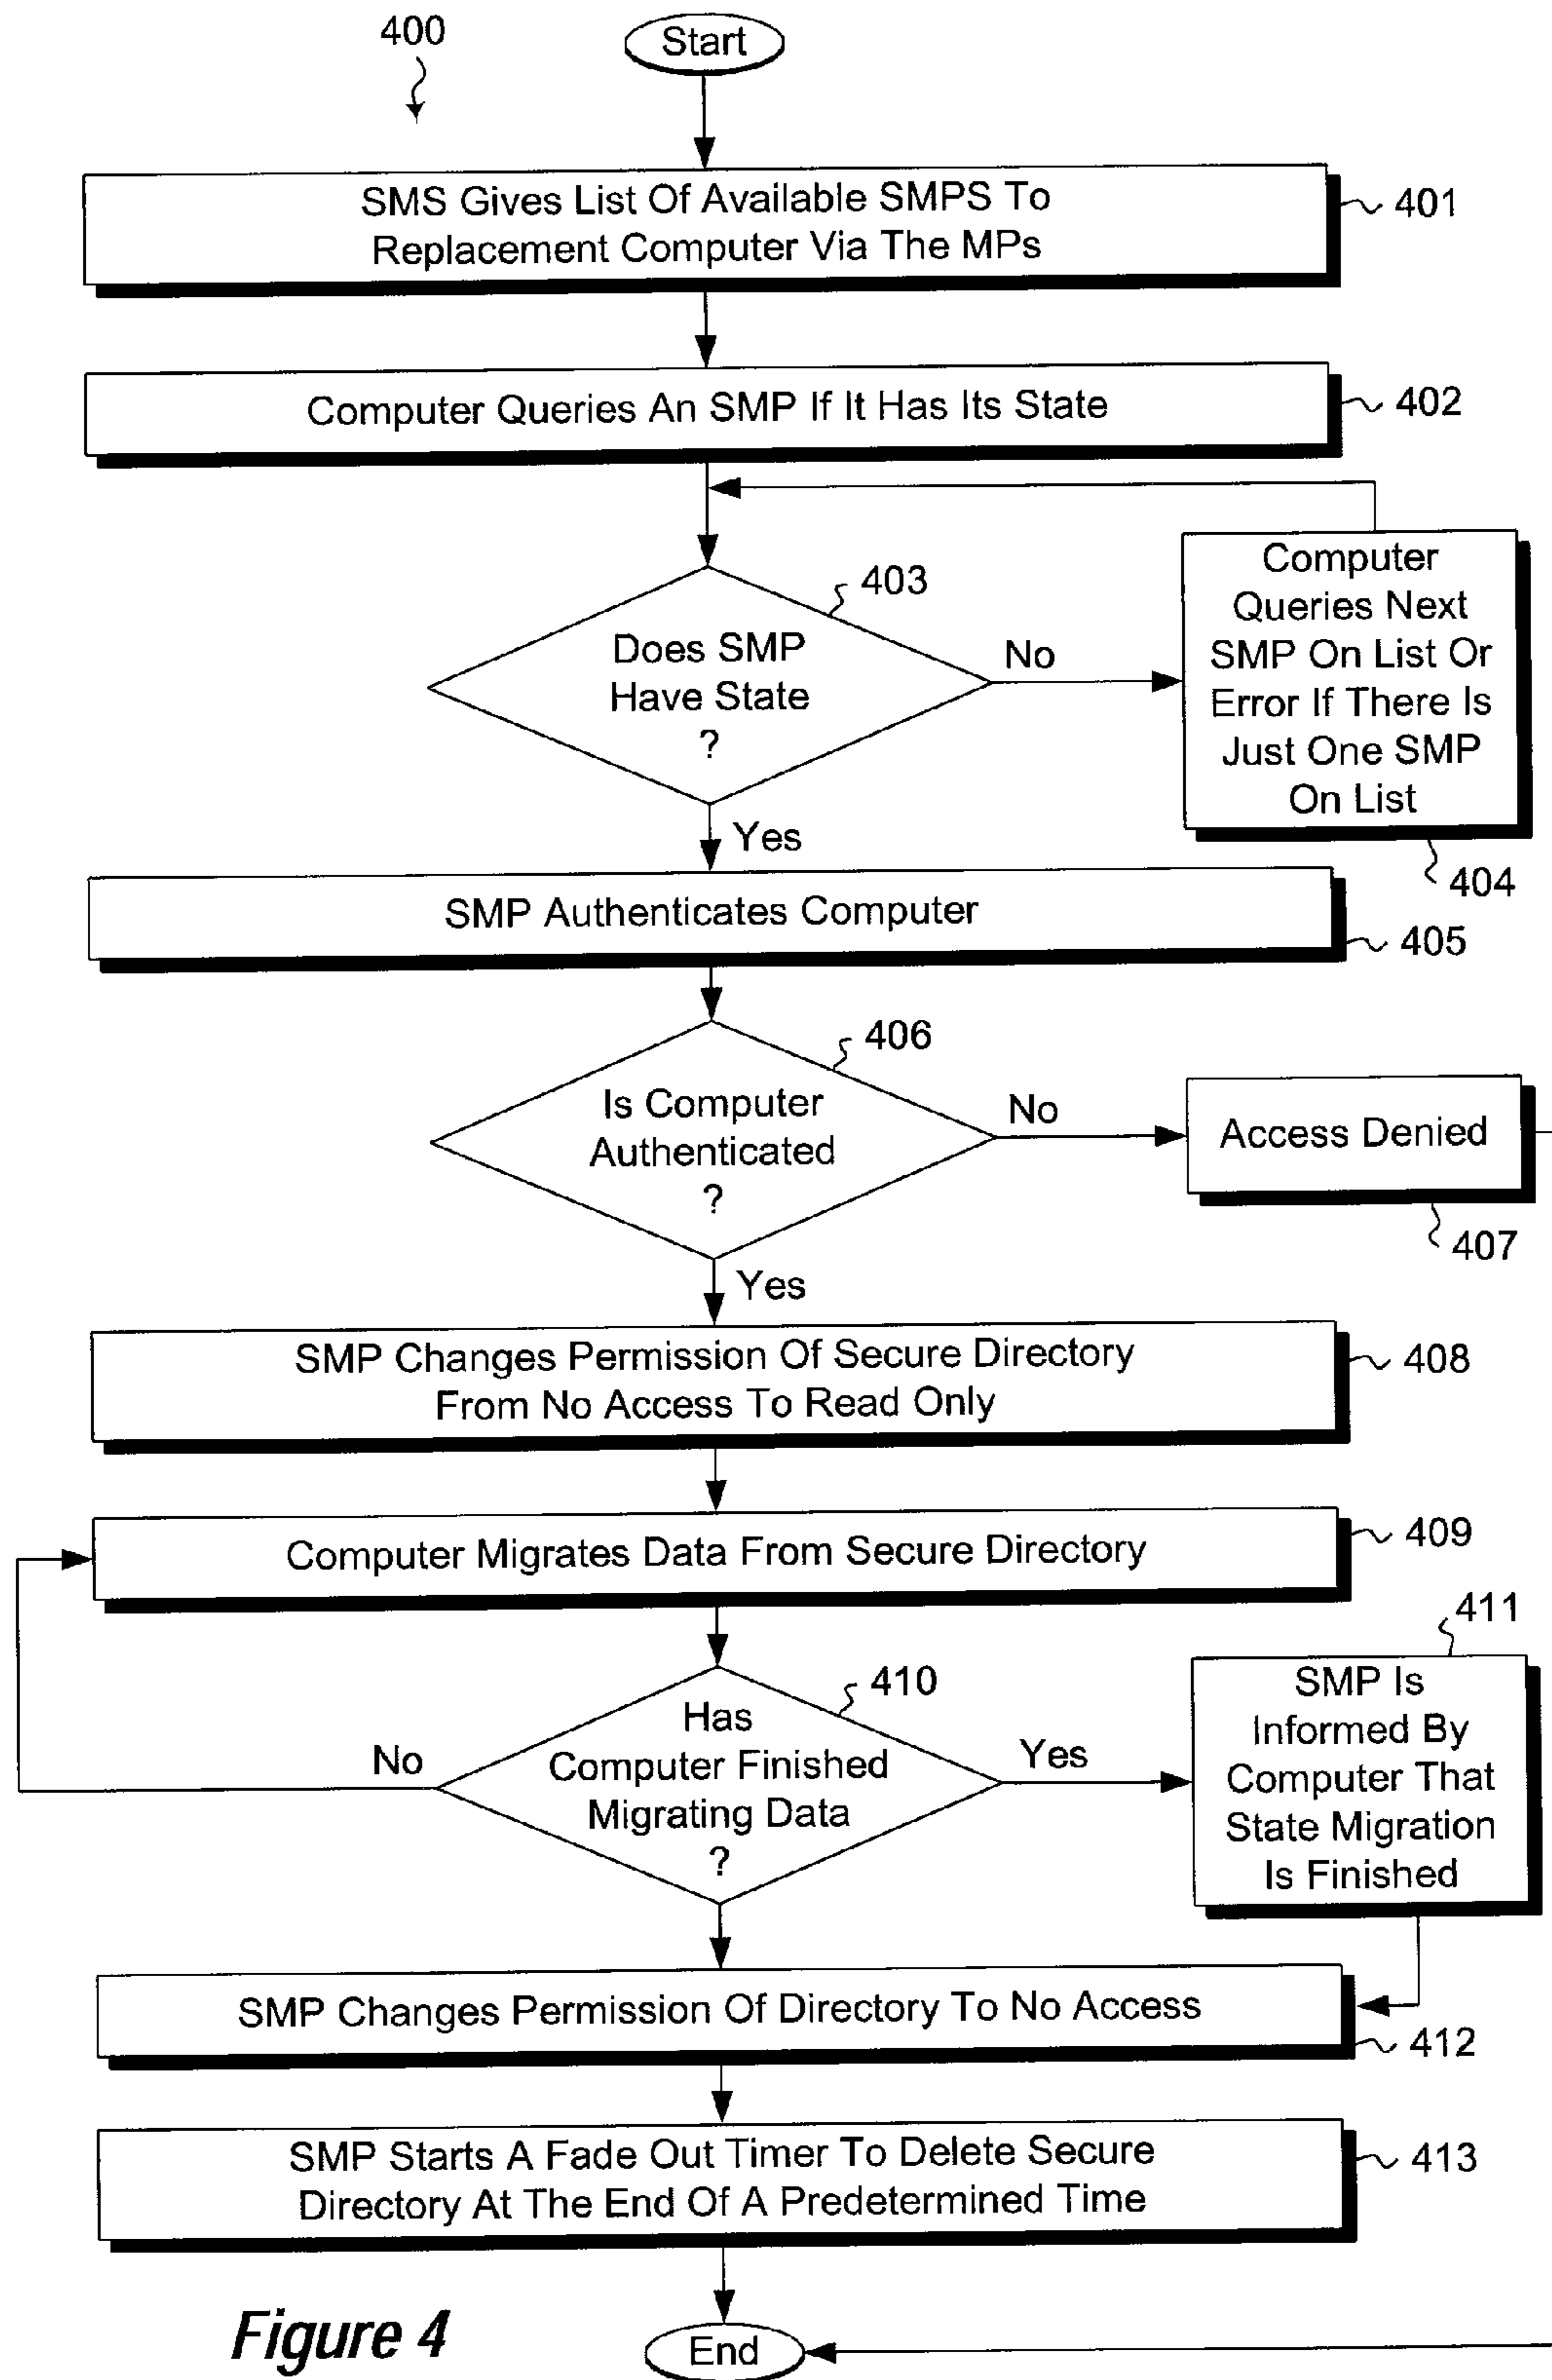 400
Start
SMS Gives List Of Available SMPS To
Replacement Computer Via The MPs
401
Computer Queries An SMP If It Has Its State
402
403
Does SMP
Have State
?
No
Computer
Queries Next
SMP On List Or
Error If There Is
Just One SMP
On List
404
Yes
SMP Authenticates Computer
405
406
Is Computer
Authenticated
?
No
Access Denied
407
Yes
SMP Changes Permission Of Secure Directory
From No Access To Read Only
408
Computer Migrates Data From Secure Directory
409
410
Has
Computer Finished
Migrating Data
?
No
Yes
411
SMP Is
Informed By
Computer That
State Migration
Is Finished
SMP Changes Permission Of Directory To No Access
412
SMP Starts A Fade Out Timer To Delete Secure
Directory At The End Of A Predetermined Time
413
Figure 4
End